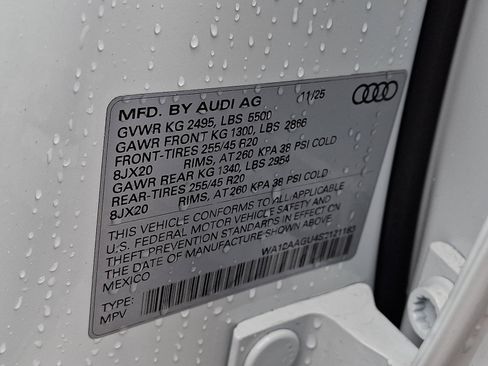 MFD. BY AUDI AG 11/25
GVWR KG 2495, LBS 5500
GAWR FRONT KG 1300, LBS 2866
FRONT-TIRES 255/45 R20
8JX20 RIMS, AT 260 KPA 38 PSI COLD
GAWR REAR KG 1340, LBS 2954
REAR-TIRES 255/45 R20
8JX20 RIMS, AT 260 KPA 38 PSI COLD
THIS VEHICLE CONFORMS TO ALL APPLICABLE
U.S. FEDERAL MOTOR VEHICLE SAFETY AND
THEFT PREVENTION STANDARDS IN EFFECT ON
THE DATE OF MANUFACTURE SHOWN ABOVE.
MEXICO
TYPE:
MPV